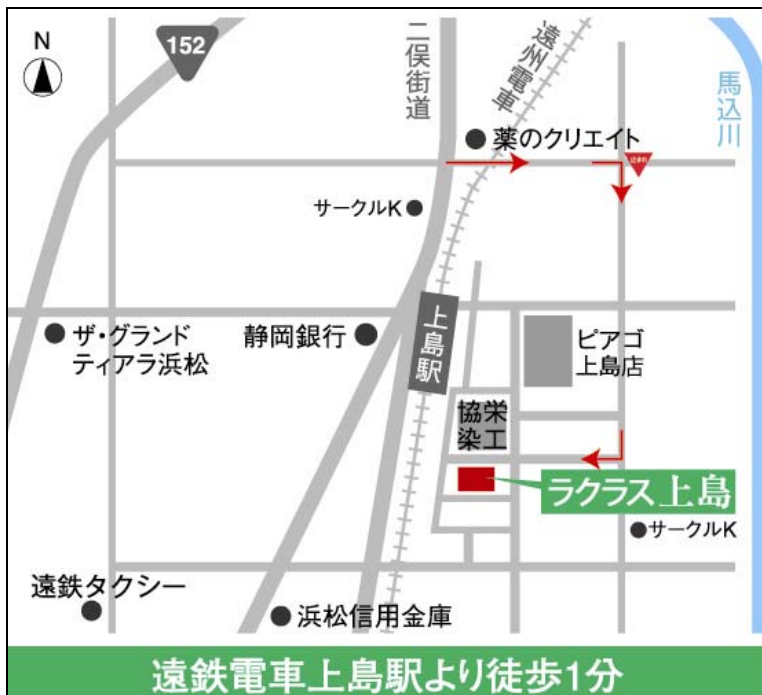 N
152
二俣街道
遠州電車
馬込川
薬のクリエイト
止まれ
サークルK
ザ・グランド
ティアラ浜松
静岡銀行
上島駅
ピアゴ
上島店
協栄
染工
ラクラス上島
サークルK
遠鉄タクシー
浜松信用金庫
遠鉄電車上島駅より徒歩1分